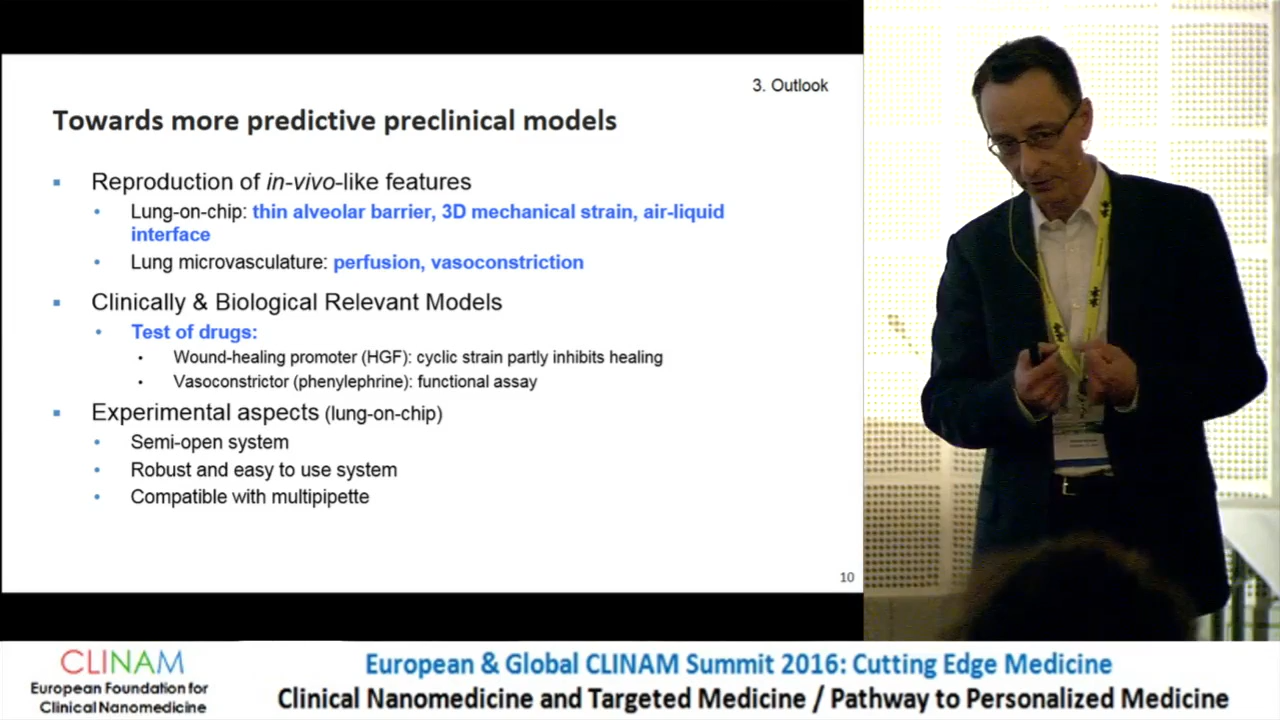 3. Outlook
Towards more predictive preclinical models
▪ Reproduction of in-vivo-like features
• Lung-on-chip: thin alveolar barrier, 3D mechanical strain, air-liquid
interface
• Lung microvasculature: perfusion, vasoconstriction
▪ Clinically & Biological Relevant Models
• Test of drugs:
• Wound-healing promoter (HGF): cyclic strain partly inhibits healing
• Vasoconstrictor (phenylephrine): functional assay
▪ Experimental aspects (lung-on-chip)
• Semi-open system
• Robust and easy to use system
• Compatible with multipipette
10
CLINAM
European Foundation for
Clinical Nanomedicine
European & Global CLINAM Summit 2016: Cutting Edge Medicine
Clinical Nanomedicine and Targeted Medicine / Pathway to Personalized Medicine